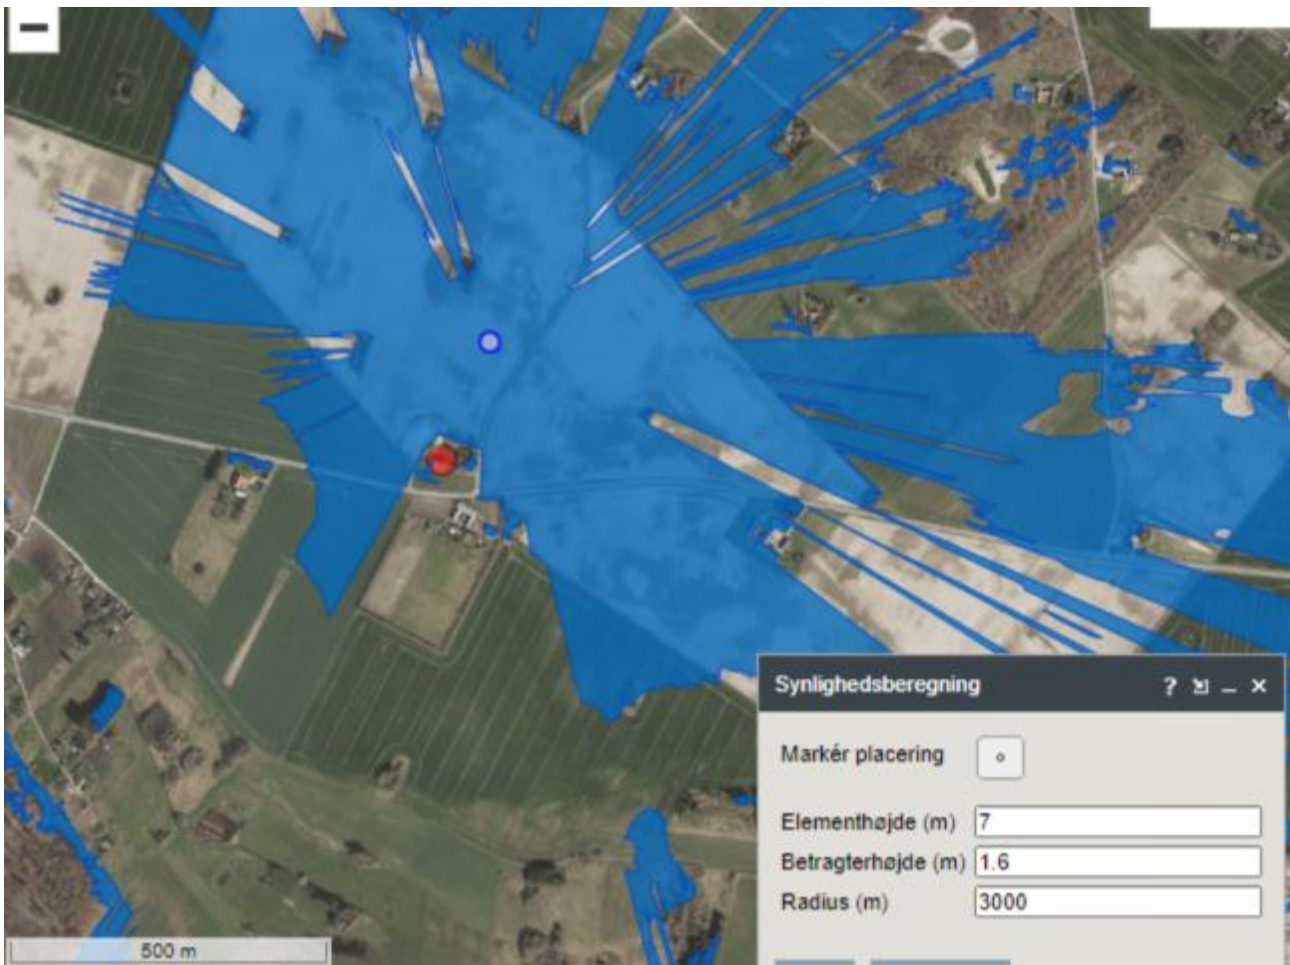 Synlighedsberegning
Markér placering
Elementhøjde (m) 7
Betragterhøjde (m) 1.6
Radius (m) 3000
500 m